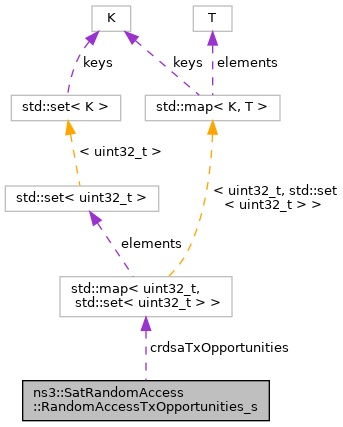 K
T
keys
keys
elements
std::set< K >
std::map< K, T >
< uint32_t >
< uint32_t, std::set
< uint32_t > >
std::set< uint32_t >
elements
std::map< uint32_t,
std::set< uint32_t > >
crdsaTxOpportunities
ns3::SatRandomAccess
::RandomAccessTxOpportunities_s